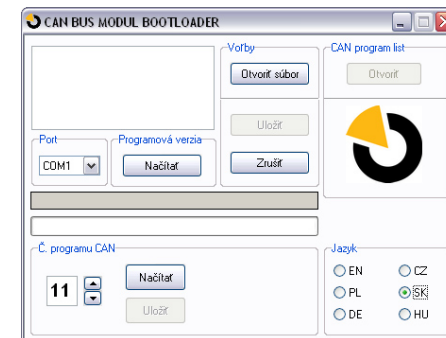 CAN BUS MODUL BOOTLOADER
Voľby
CAN program list
Otvoriť súbor
Otvoriť
Uložiť
Port
Programová verzia
COM1
Načítať
Zrušiť
Č. programu CAN
Jazyk
11
Načítať
Uložiť
EN
CZ
PL
SK
DE
HU